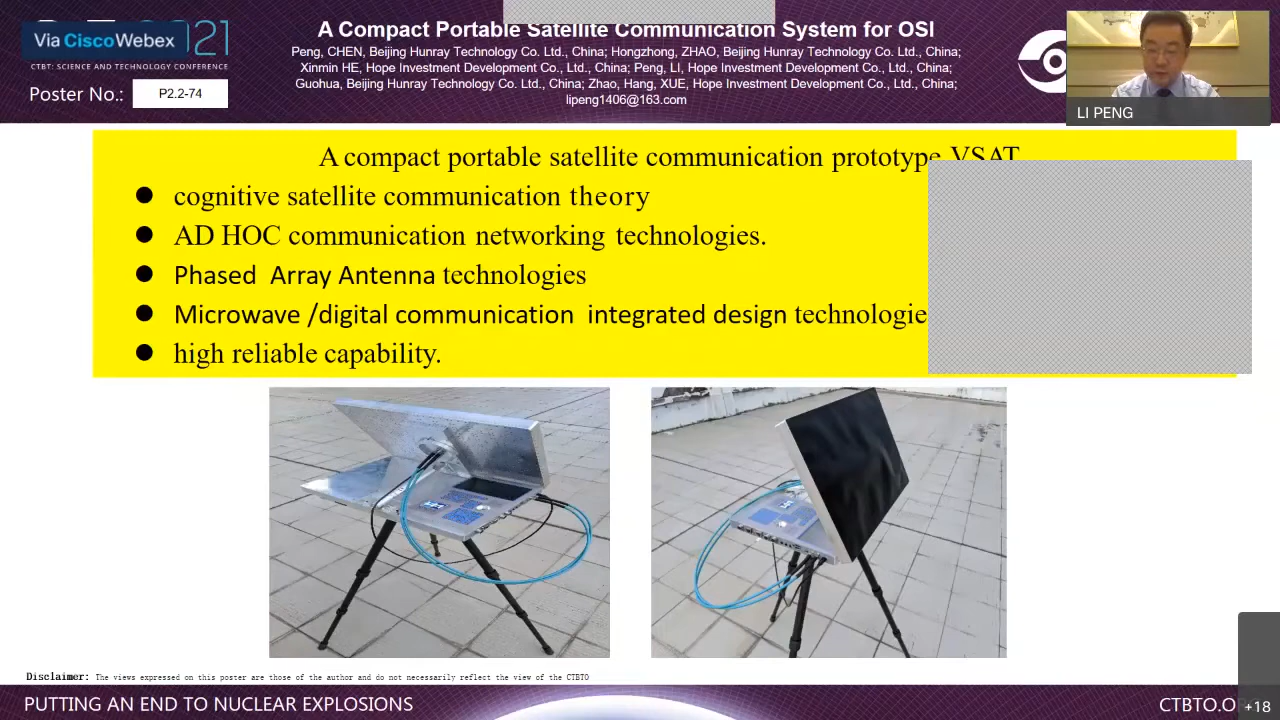 Via Cisco Webex
21
CTBT: SCIENCE AND TECHNOLOGY CONFERENCE
Poster No.: P2.2-74
A Compact Portable Satellite Communication System for OSI
Peng, CHEN, Beijing Hunray Technology Co. Ltd., China; Hongzhong, ZHAO, Beijing Hunray Technology Co. Ltd., China;
Xinmin HE, Hope Investment Development Co., Ltd., China; Peng, LI, Hope Investment Development Co., Ltd., China;
Guohua, Beijing Hunray Technology Co. Ltd., China; Zhao, Hang, XUE, Hope Investment Development Co., Ltd., China;
lipeng1406@163.com
LI PENG
A compact portable satellite communication prototype VSAT
● cognitive satellite communication theory
● AD HOC communication networking technologies.
● Phased Array Antenna technologies
● Microwave /digital communication integrated design technologie
● high reliable capability.
Disclaimer: The views expressed on this poster are those of the author and do not necessarily reflect the view of the CTBTO
PUTTING AN END TO NUCLEAR EXPLOSIONS
CTBTO.O
+18